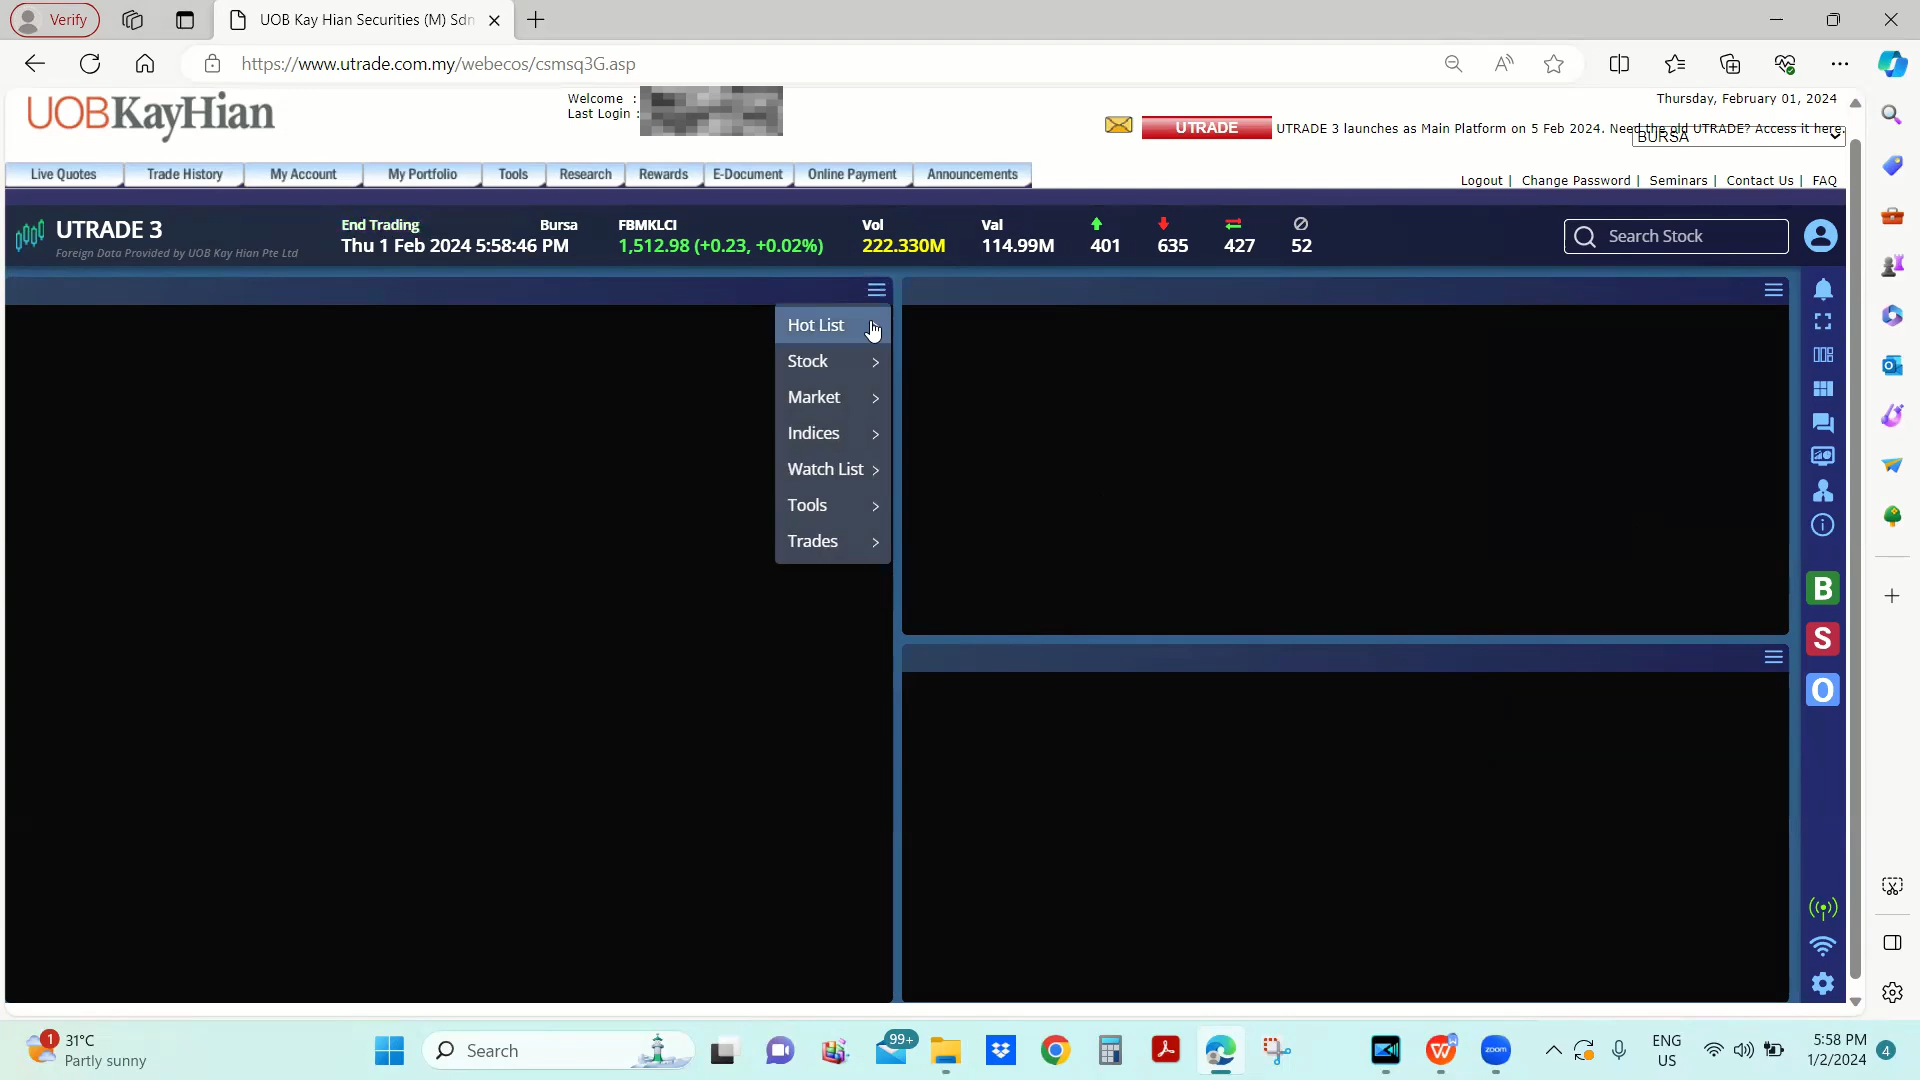 Verify
UOB Kay Hian Securities (M) Sdn
https://www.utrade.com.my/webecos/csmsq3G.asp
UOBKayHian
Welcome :
Last Login :
Thursday, February 01, 2024
UTRADE
UTRADE 3 launches as Main Platform on 5 Feb 2024. Need the old UTRADE? Access it here.
BURSA
Live Quotes
Trade History
My Account
My Portfolio
Tools
Research
Rewards
E-Document
Online Payment
Announcements
Logout | Change Password | Seminars | Contact Us | FAQ
UTRADE 3
Foreign Data Provided by UOB Kay Hian Pte Ltd
End Trading Bursa
Thu 1 Feb 2024 5:58:46 PM
FBMKLCI
1,512.98 (+0.23, +0.02%)
Vol
222.330M
Val
114.99M
401
635
427
52
Search Stock
Hot List
Stock >
Market >
Indices >
Watch List >
Tools >
Trades >
B
S
O
1
31°C
Partly sunny
Search
99+
zoom
ENG
US
5:58 PM
1/2/2024
4